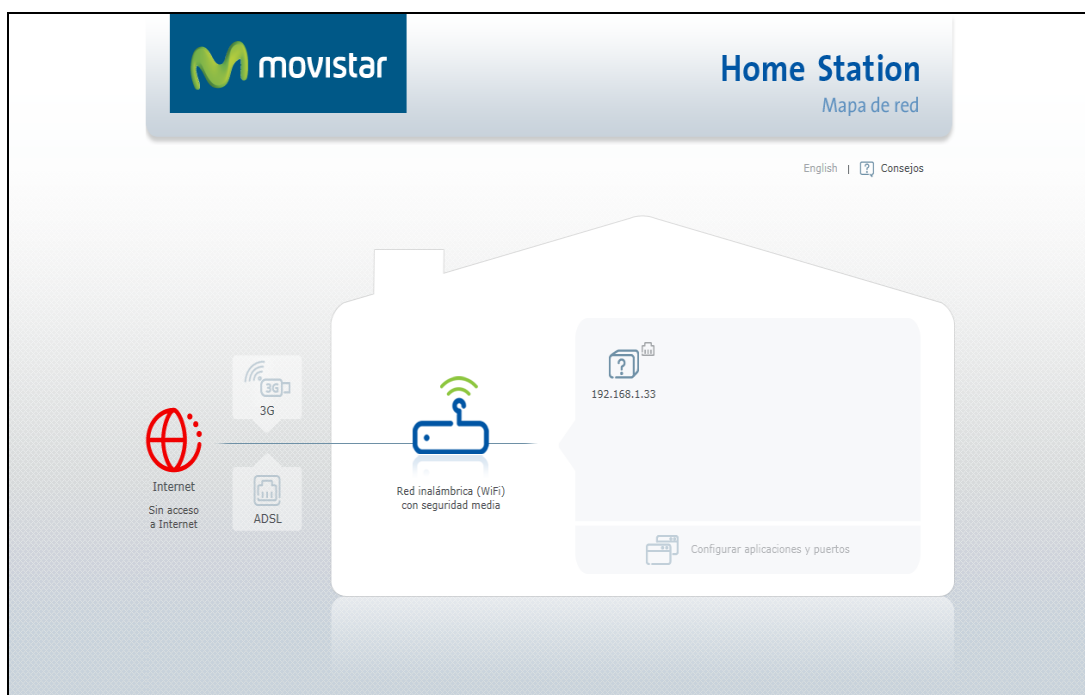 movistar
Home Station
Mapa de red
English | ? Consejos
?
192.168.1.33
3G
3G
Internet
Sin acceso
a Internet
ADSL
Red inalámbrica (WiFi)
con seguridad media
Configurar aplicaciones y puertos